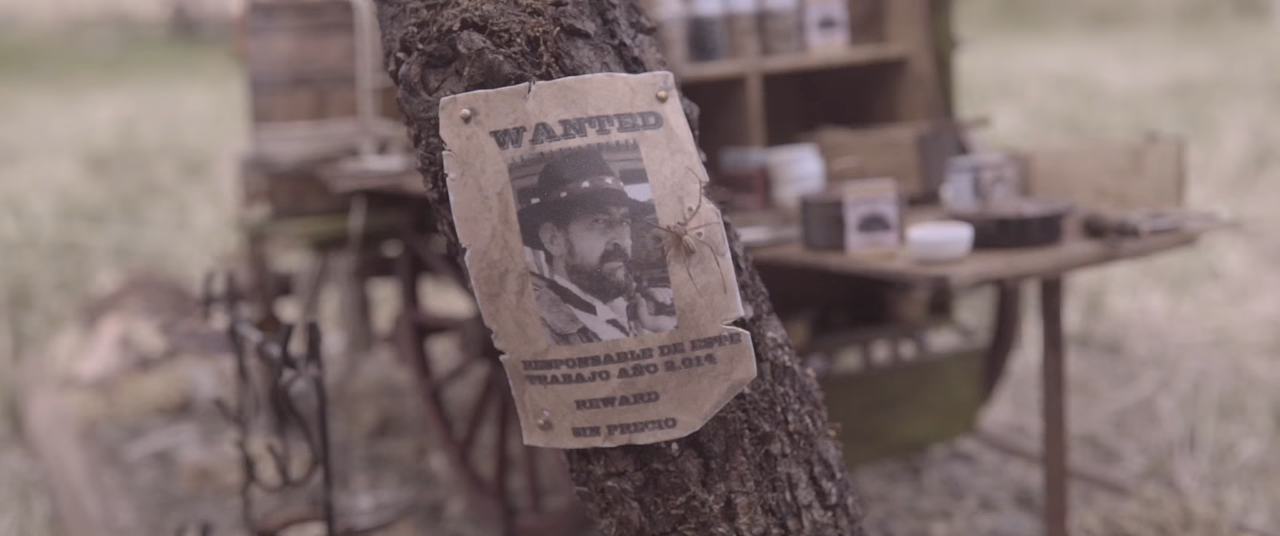 WANTED
RESPONSABLE DE ESTE
TRABAJO AÑO 2.014
REWARD
SIN PRECIO